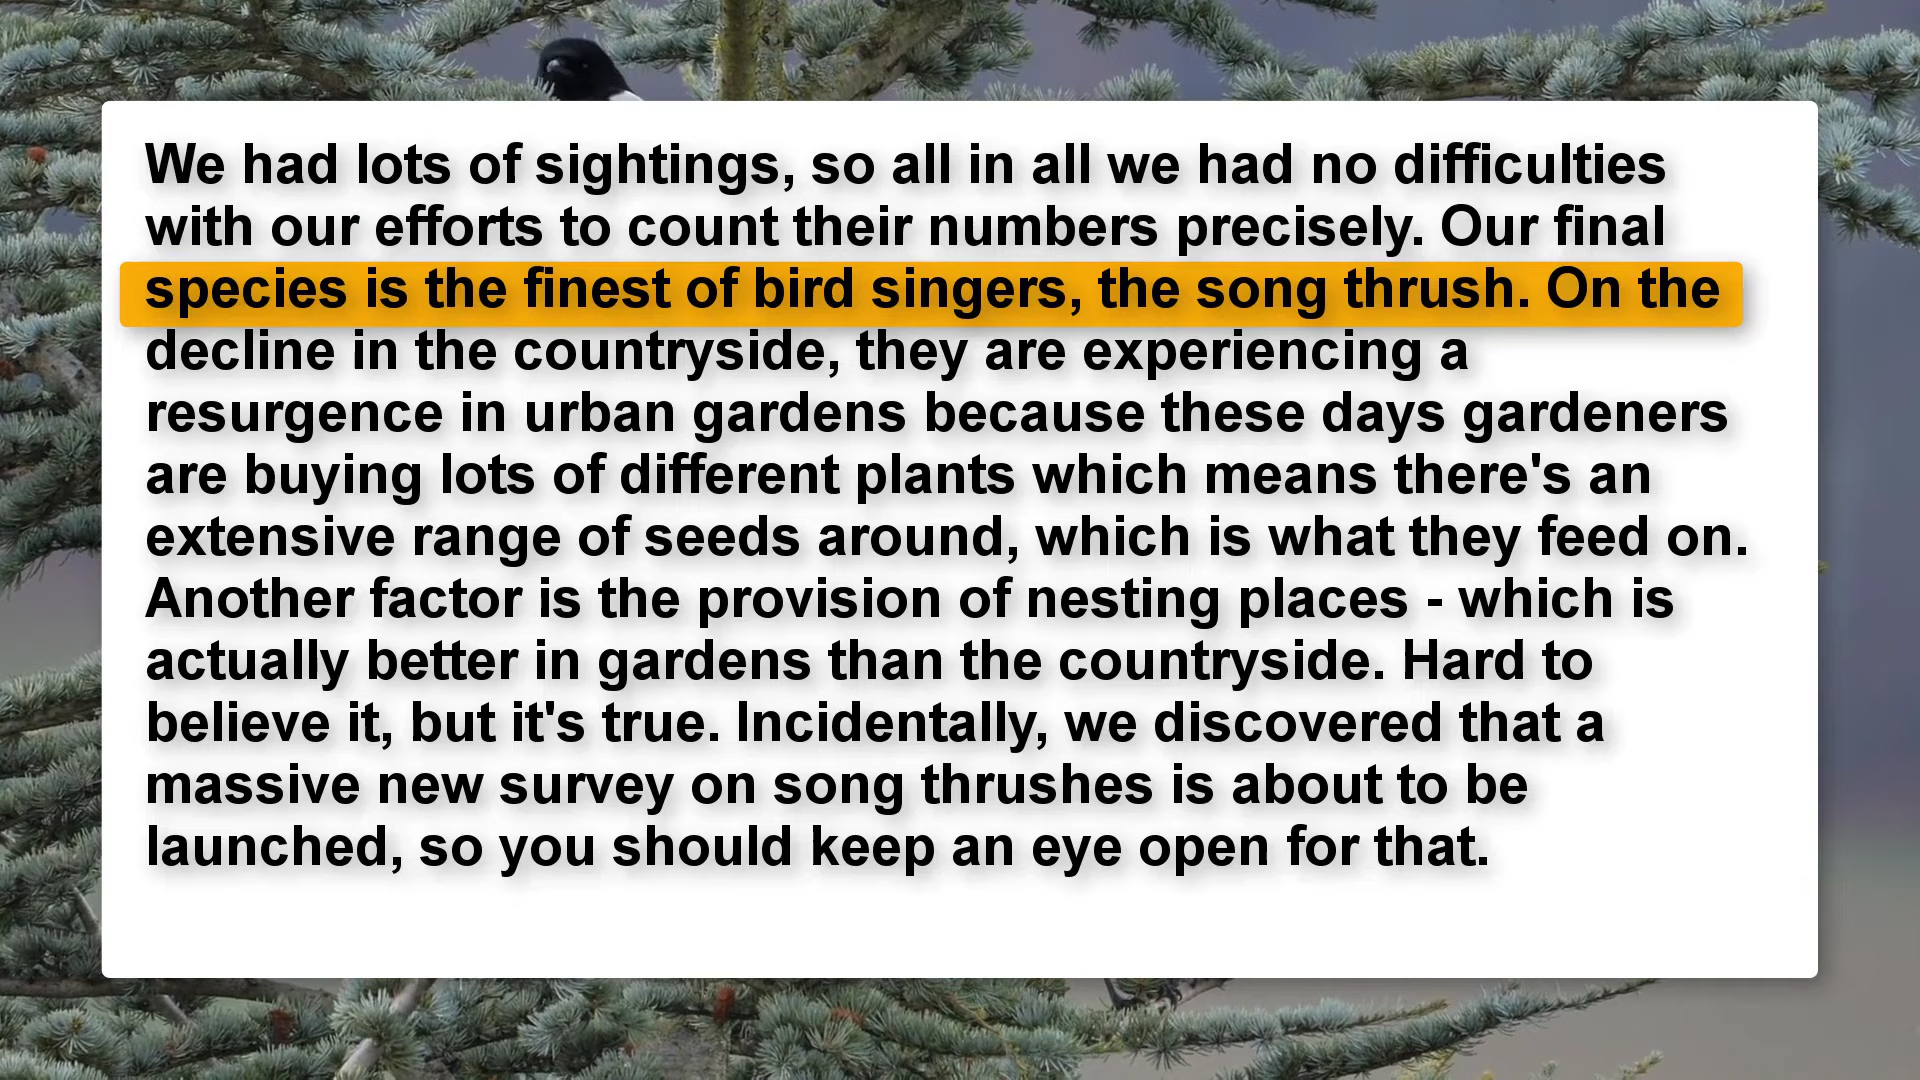 We had lots of sightings, so all in all we had no difficulties
with our efforts to count their numbers precisely. Our final
species is the finest of bird singers, the song thrush. On the
decline in the countryside, they are experiencing a
resurgence in urban gardens because these days gardeners
are buying lots of different plants which means there's an
extensive range of seeds around, which is what they feed on.
Another factor is the provision of nesting places - which is
actually better in gardens than the countryside. Hard to
believe it, but it's true. Incidentally, we discovered that a
massive new survey on song thrushes is about to be
launched, so you should keep an eye open for that.